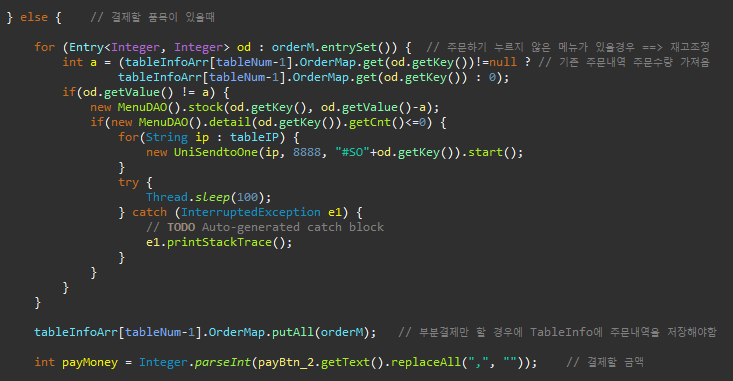 } else {    // 결제할 품목이 있을때
for (Entry<Integer, Integer> od : orderM.entrySet()) {  // 주문하기 누르지 않은 메뉴가 있을경우 ==> 재고조정
int a = (tableInfoArr[tableNum-1].OrderMap.get(od.getKey())!=null ? // 기존 주문내역 주문수량 가져옴
tableInfoArr[tableNum-1].OrderMap.get(od.getKey()) : 0);
if(od.getValue() != a) {
new MenuDAO().stock(od.getKey(), od.getValue()-a);
if(new MenuDAO().detail(od.getKey()).getCnt()<=0) {
for(String ip : tableIP) {
new UniSendtoOne(ip, 8888, "#SO"+od.getKey()).start();
}
try {
Thread.sleep(100);
} catch (InterruptedException e1) {
// TODO Auto-generated catch block
e1.printStackTrace();
}
}
}
}
tableInfoArr[tableNum-1].OrderMap.putAll(orderM);   // 부분결제만 할 경우에 TableInfo에 주문내역을 저장해야함
int payMoney = Integer.parseInt(payBtn_2.getText().replaceAll(",", ""));    // 결제할 금액